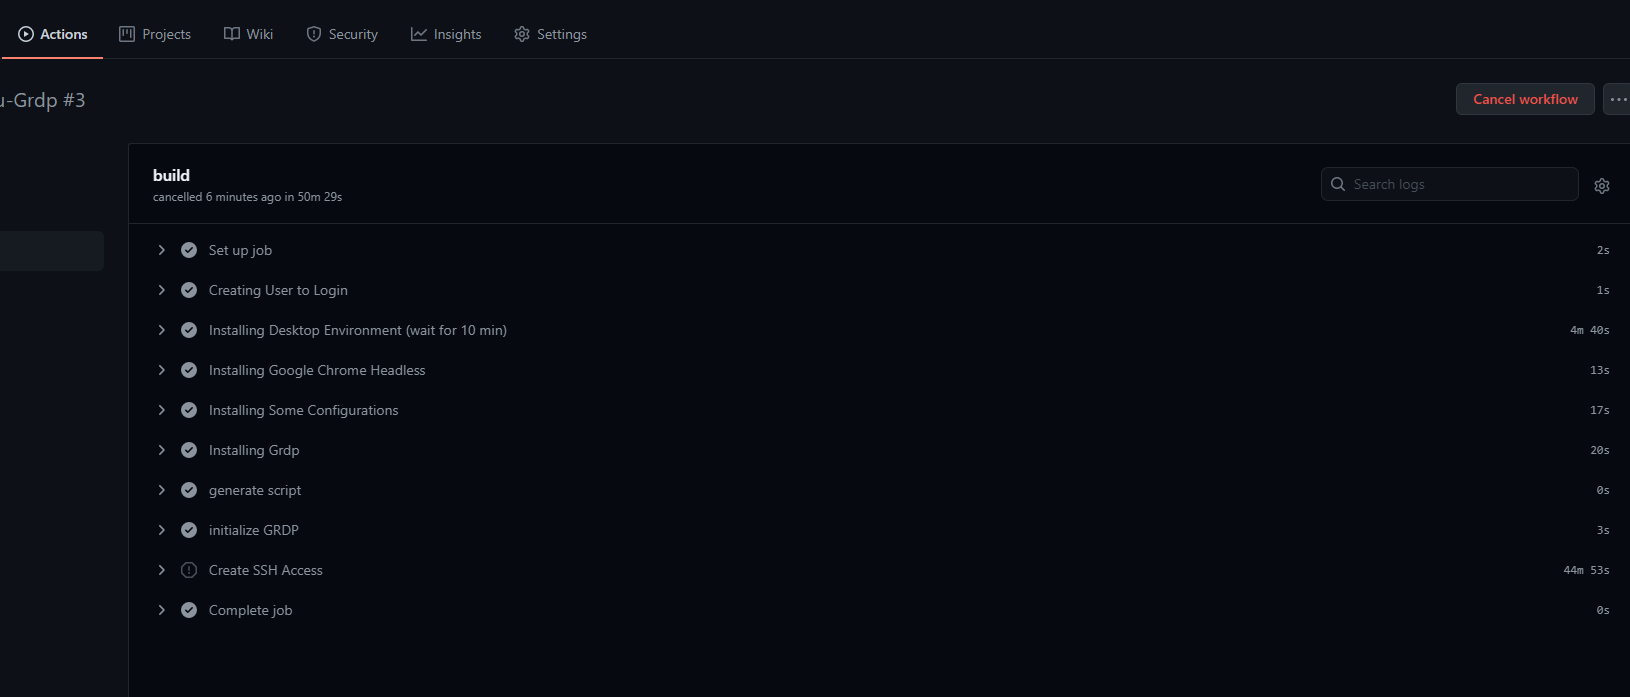 Actions Projects Wiki Security Insights Settings
-Grdp #3
Cancel workflow
build
cancelled 6 minutes ago in 50m 29s
Search logs
Set up job 2s
Creating User to Login 1s
Installing Desktop Environment (wait for 10 min) 4m 40s
Installing Google Chrome Headless 13s
Installing Some Configurations 17s
Installing Grdp 20s
generate script 0s
initialize GRDP 3s
Create SSH Access 44m 53s
Complete job 0s